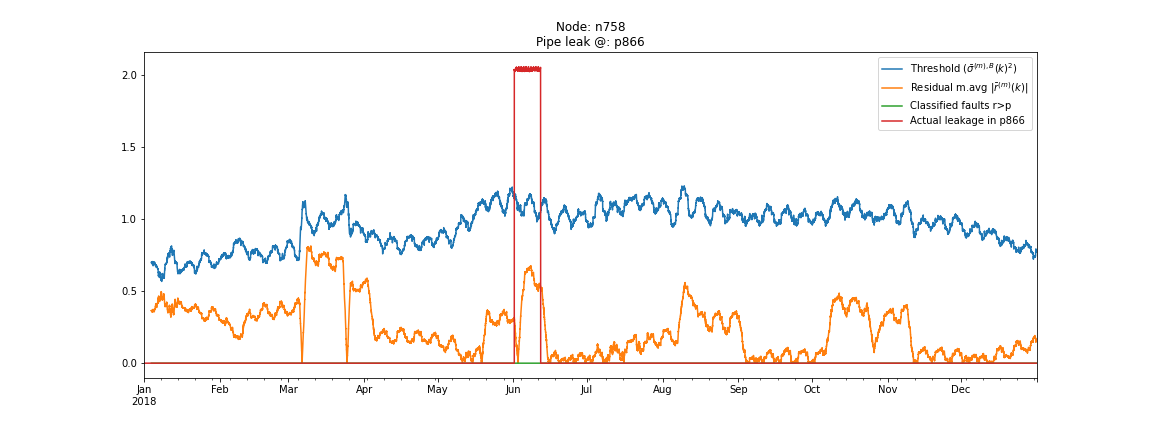 Node: n758
Pipe leak @: p866
Threshold (σ̄⁽ᵐ⁾,ᴮ(k)²)
Residual m.avg |r̄⁽ᵐ⁾(k)|
Classified faults r>p
Actual leakage in p866
2.0
1.5
1.0
0.5
0.0
Jan Feb Mar Apr May Jun Jul Aug Sep Oct Nov Dec
2018